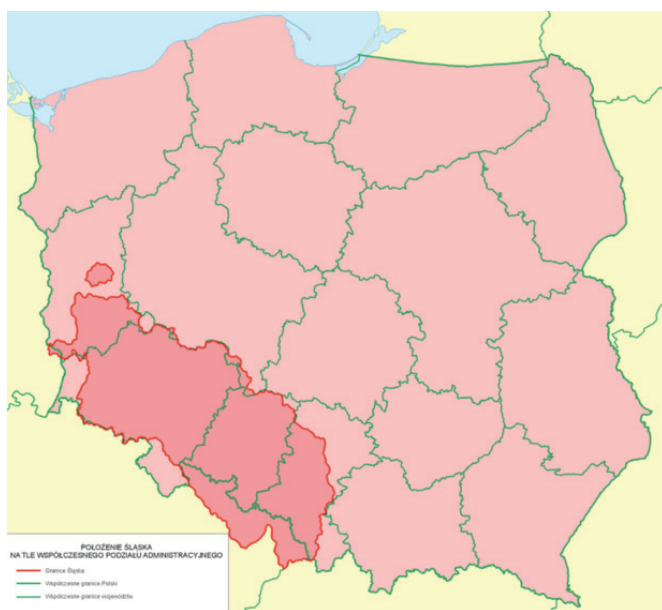 POŁOŻENIE ŚLĄSKA
NA TLE WSPÓŁCZESNEGO PODZIAŁU ADMINISTRACYJNEGO
Granice Śląska
Współczesne granice Polski
Współczesne granice województw